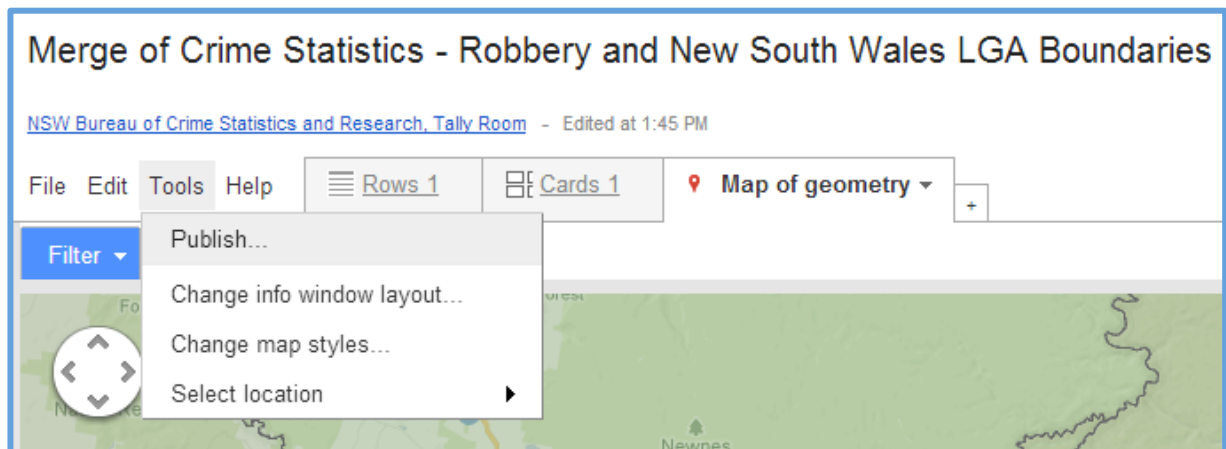 Merge of Crime Statistics - Robbery and New South Wales LGA Boundaries
NSW Bureau of Crime Statistics and Research, Tally Room - Edited at 1:45 PM
File Edit Tools Help Rows 1 Cards 1 Map of geometry +
Publish...
Filter
Change info window layout...
Change map styles...
Select location
Newnes